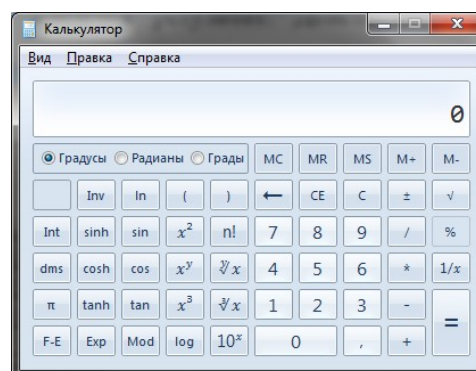 Калькулятор
Вид Правка Справка
0
Градусы Радианы Грады MC MR MS M+ M-
Inv ln ( ) ← CE C ± √
Int sinh sin x² n! 7 8 9 / %
dms cosh cos xʸ ʸ√x 4 5 6 * 1/x
π tanh tan x³ ³√x 1 2 3 - =
F-E Exp Mod log 10ˣ 0 , +